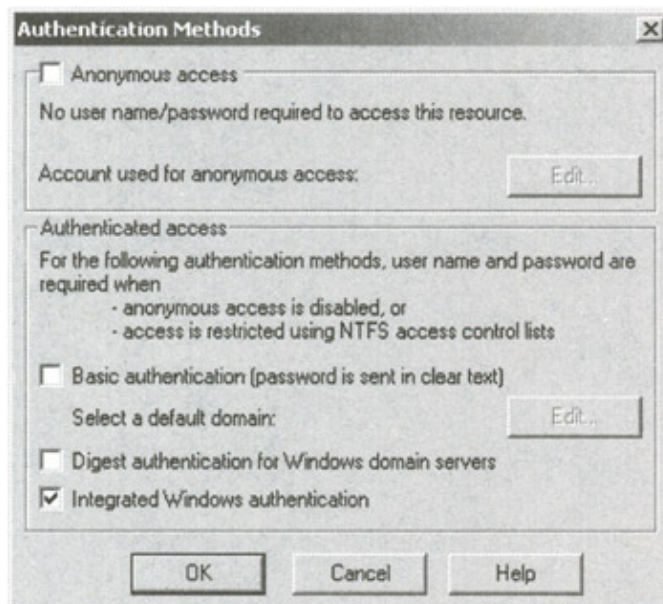 Authentication Methods
Anonymous access
No user name/password required to access this resource.
Account used for anonymous access:
Edit...
Authenticated access
For the following authentication methods, user name and password are
required when
- anonymous access is disabled, or
- access is restricted using NTFS access control lists
Basic authentication (password is sent in clear text)
Select a default domain:
Edit...
Digest authentication for Windows domain servers
Integrated Windows authentication
OK
Cancel
Help